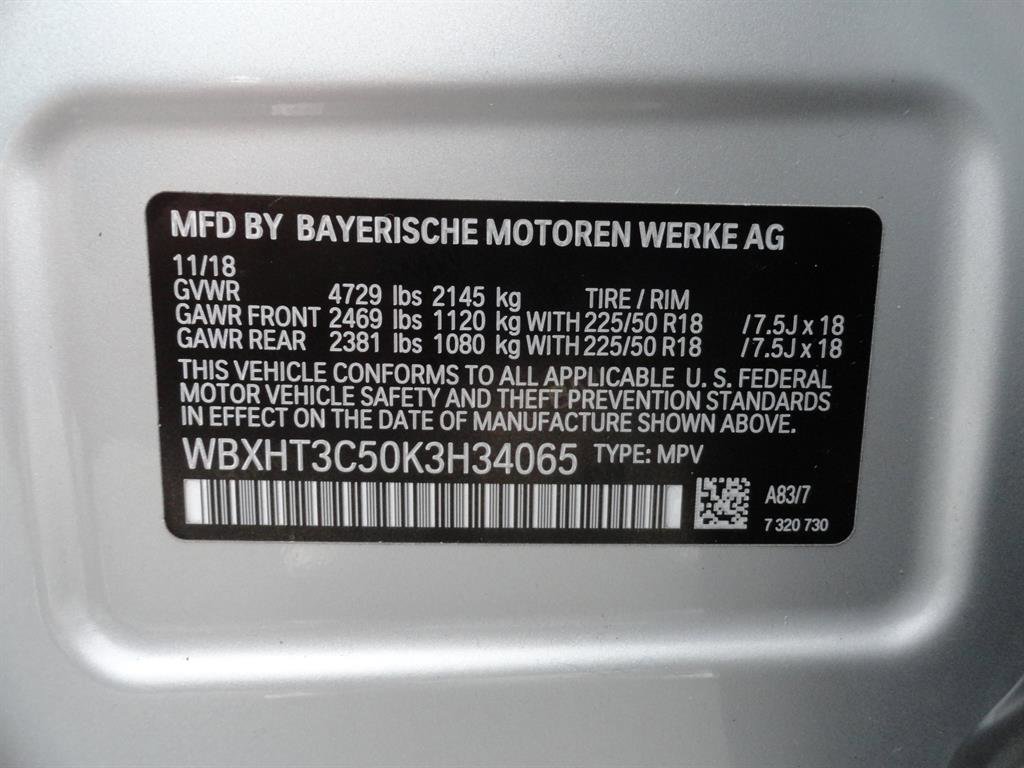 MFD BY BAYERISCHE MOTOREN WERKE AG
11/18
GVWR 4729 lbs 2145 kg TIRE / RIM
GAWR FRONT 2469 lbs 1120 kg WITH 225/50 R18 / 7.5J x 18
GAWR REAR 2381 lbs 1080 kg WITH 225/50 R18 / 7.5J x 18
THIS VEHICLE CONFORMS TO ALL APPLICABLE U. S. FEDERAL
MOTOR VEHICLE SAFETY AND THEFT PREVENTION STANDARDS
IN EFFECT ON THE DATE OF MANUFACTURE SHOWN ABOVE.
WBXHT3C50K3H34065 TYPE: MPV
A83/7
7 320 730